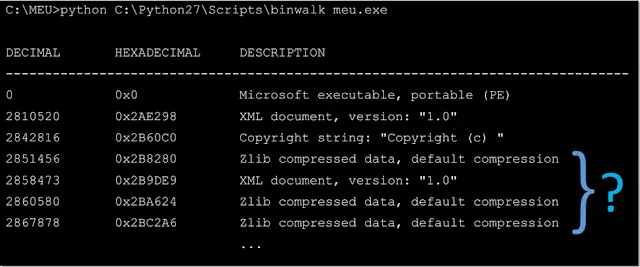 C:\MEU>python C:\Python27\Scripts\binwalk meu.exe
DECIMAL HEXADECIMAL DESCRIPTION
--------------------------------------------------------------------------------
0 0x0 Microsoft executable, portable (PE)
2810520 0x2AE298 XML document, version: "1.0"
2842816 0x2B60C0 Copyright string: "Copyright (c) "
2851456 0x2B8280 Zlib compressed data, default compression
2858473 0x2B9DE9 XML document, version: "1.0"
2860580 0x2BA624 Zlib compressed data, default compression
2867878 0x2BC2A6 Zlib compressed data, default compression
...
} ?